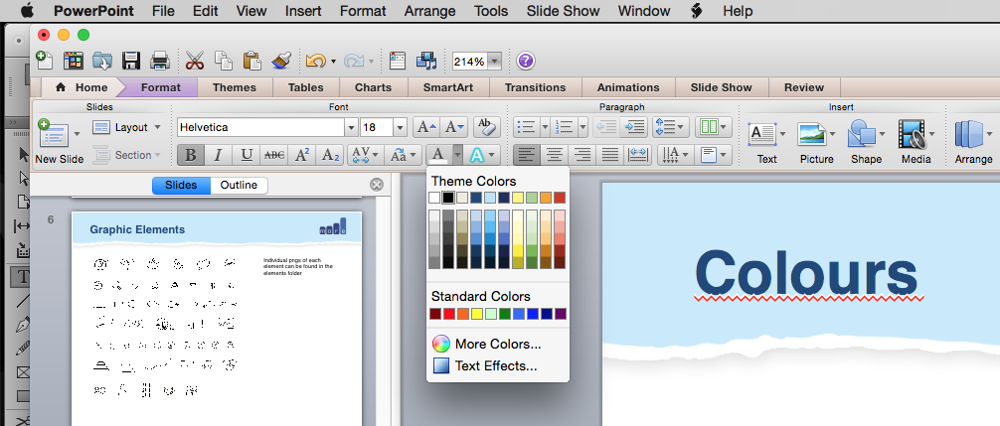 PowerPoint File Edit View Insert Format Arrange Tools Slide Show Window Help
214%
Home Format Themes Tables Charts SmartArt Transitions Animations Slide Show Review
Slides Font Paragraph Insert
New Slide Layout Section
Helvetica 18
B I U ABC A2 A2
AV Aa A A
Text Picture Shape Media Arrange
Slides Outline
6
Graphic Elements
more
Individual pngs of each
element can be found in the
elements folder
Theme Colors
Standard Colors
More Colors...
Text Effects...
Colours